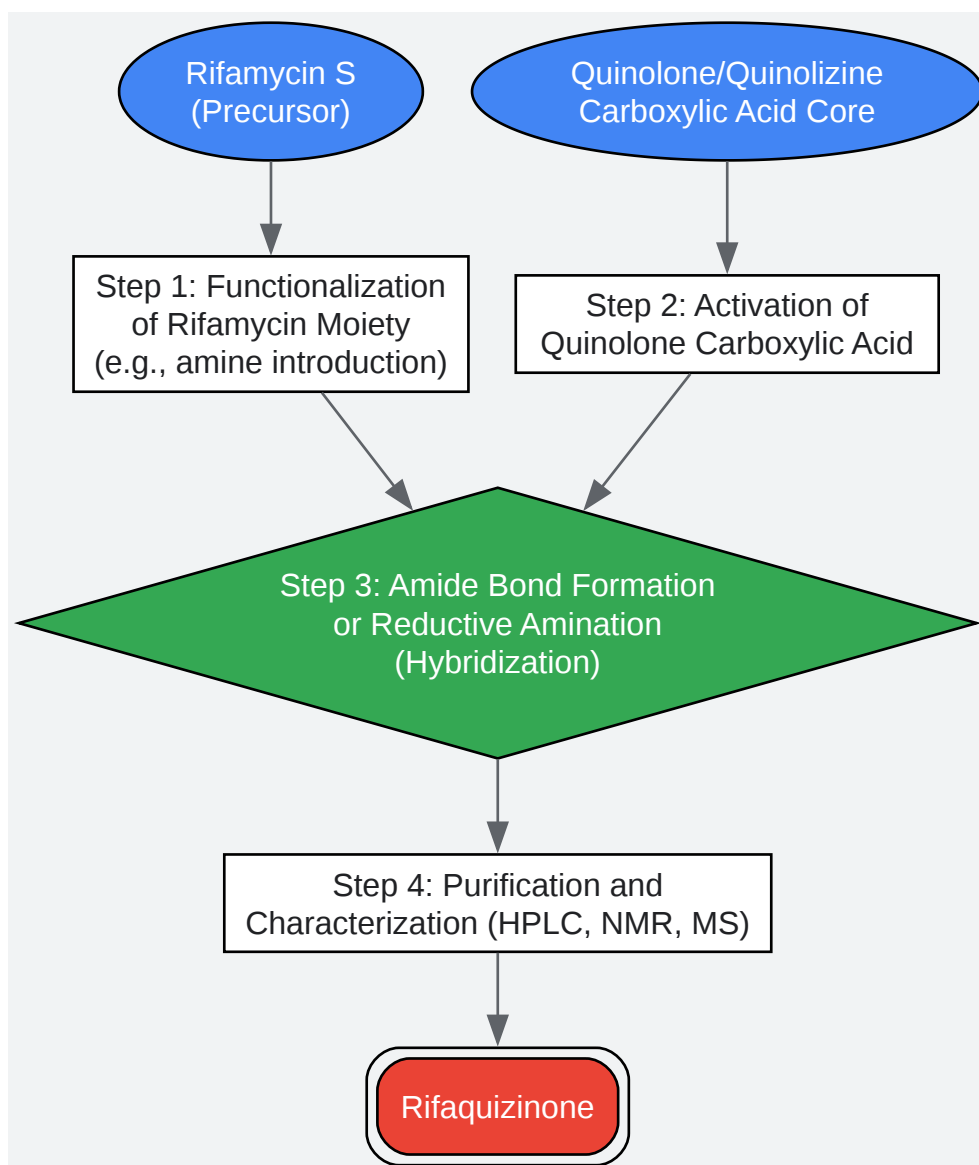 Rifamycin S
(Precursor)
Quinolone/Quinolizine
Carboxylic Acid Core
Step 1: Functionalization
of Rifamycin Moiety
(e.g., amine introduction)
Step 2: Activation of
Quinolone Carboxylic Acid
Step 3: Amide Bond Formation
or Reductive Amination
(Hybridization)
Step 4: Purification and
Characterization (HPLC, NMR, MS)
Rifaquizinone